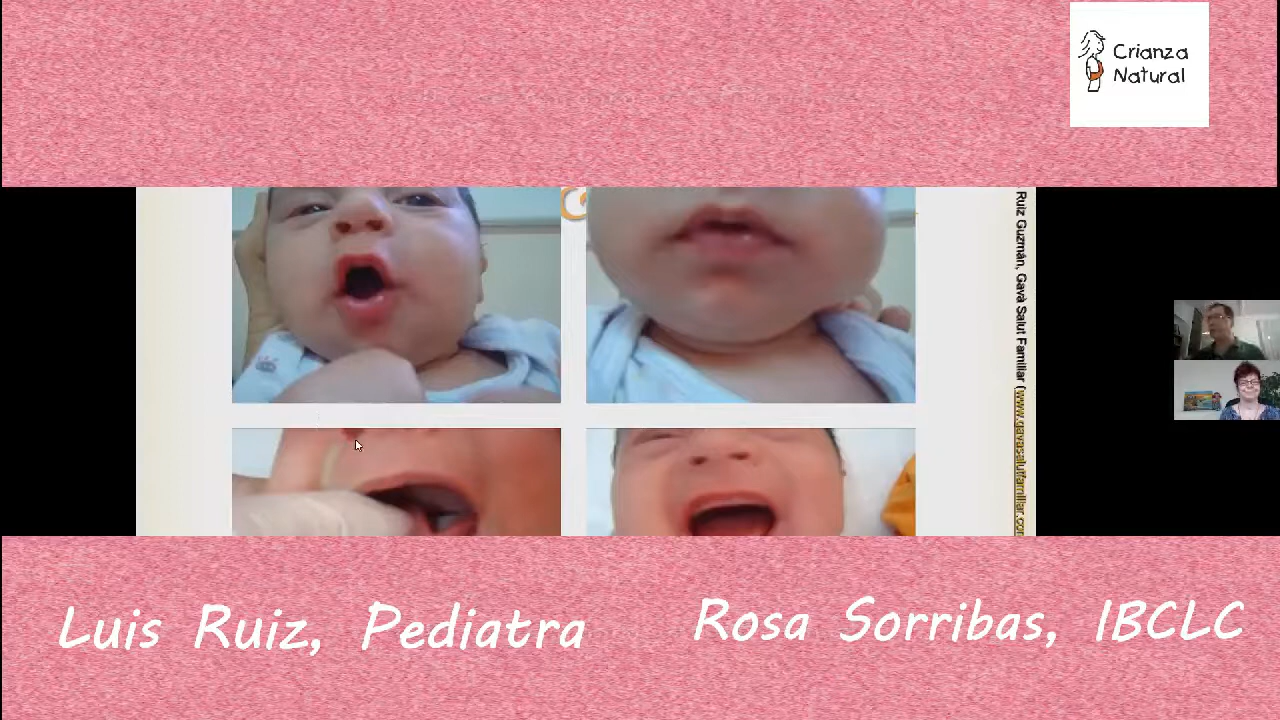 Crianza
Natural
Ruiz Guzmán, Gavà Salut Familiar (www.gavasalutfamiliar.com
Luis Ruiz, Pediatra
Rosa Sorribas, IBCLC